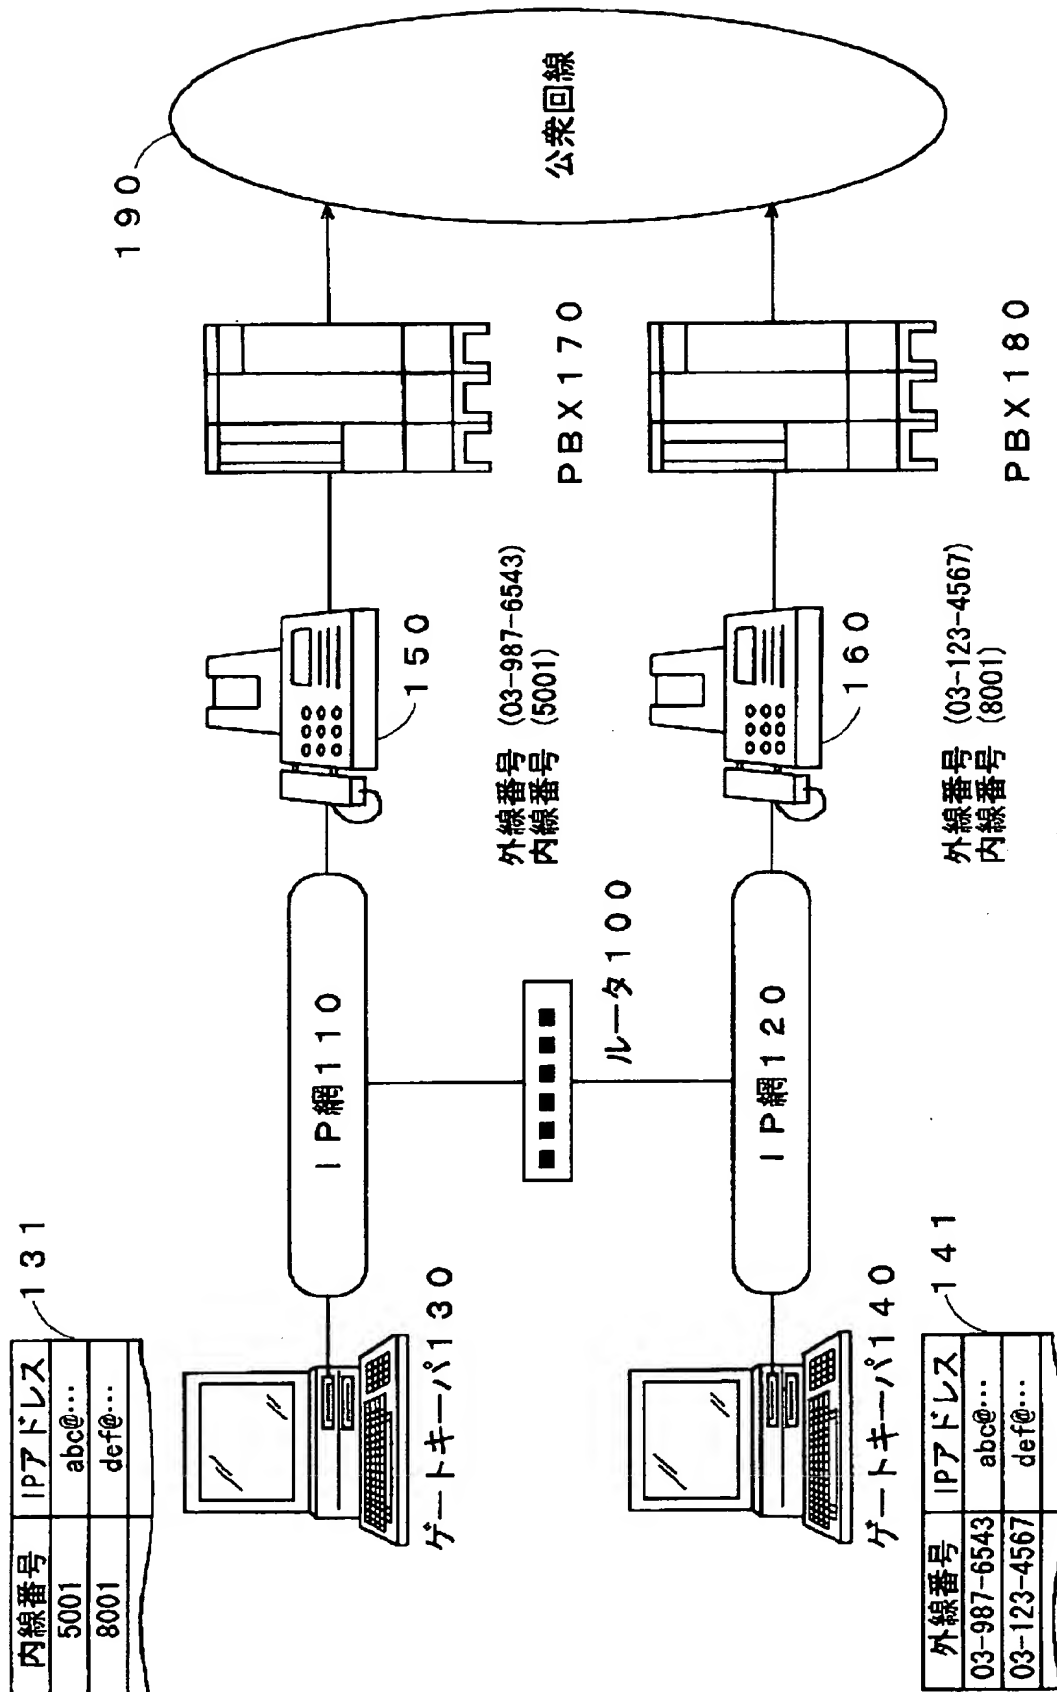 内線番号 IPアドレス
5001 abc@…
8001 def@…
131
ゲートキーパ130
IP網110
150
外線番号 (03-987-6543)
内線番号 (5001)
PBX170
190
公衆回線
ルータ100
外線番号 IPアドレス
03-987-6543 abc@…
03-123-4567 def@…
141
ゲートキーパ140
IP網120
160
外線番号 (03-123-4567)
内線番号 (8001)
PBX180